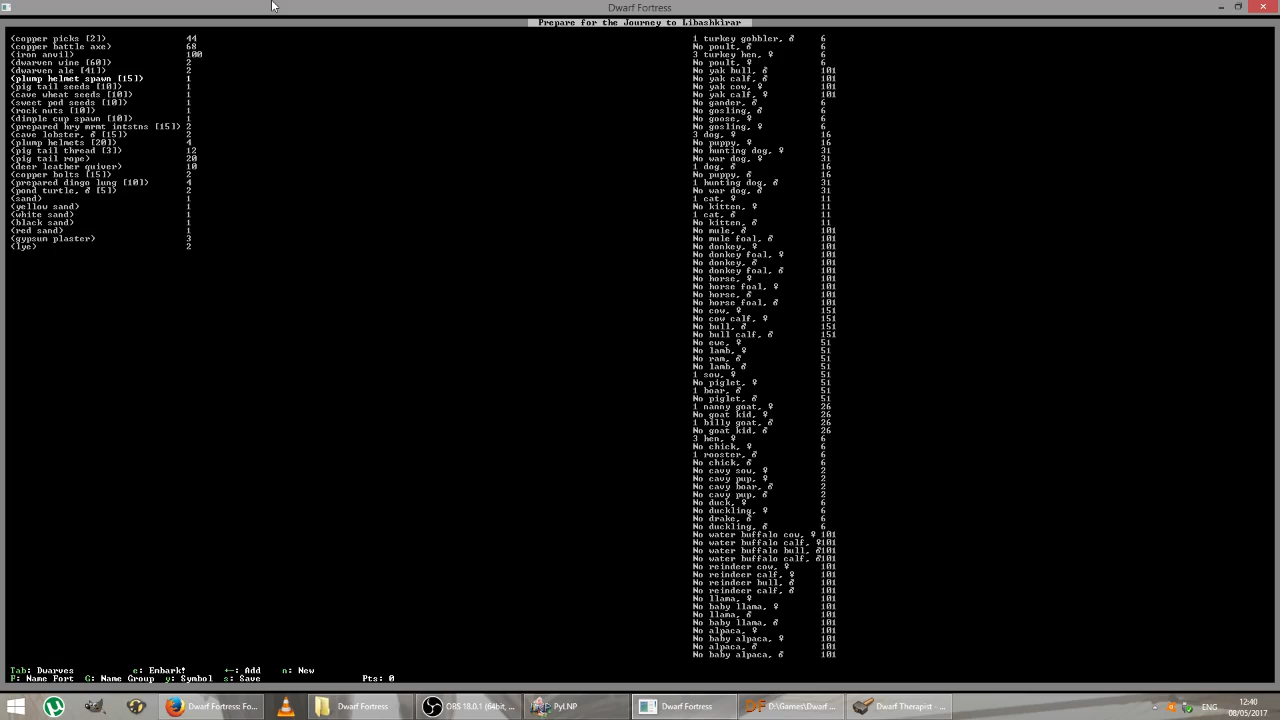 Dwarf Fortress
Prepare for the Journey to Libashkirar
(copper picks [2]) 44
(copper battle axe) 68
(iron anvil) 100
(dwarven wine [60]) 2
(dwarven ale [41]) 2
(plump helmet spawn [15]) 1
(pig tail seeds [10]) 1
(cave wheat seeds [10]) 1
(sweet pod seeds [10]) 1
(rock nuts [10]) 1
(dimple cup spawn [10]) 1
(prepared hry mrmt intstns [15]) 2
(cave lobster, ♂ [15]) 2
(plump helmets [20]) 4
(pig tail thread [3]) 12
(pig tail rope) 20
(deer leather quiver) 10
(copper bolts [15]) 2
(prepared dingo lung [10]) 4
(pond turtle, ♂ [5]) 2
(sand) 1
(yellow sand) 1
(white sand) 1
(black sand) 1
(red sand) 1
(gypsum plaster) 3
(lye) 2
1 turkey gobbler, ♂ 6
No poult, ♂ 6
3 turkey hen, ♀ 6
No poult, ♀ 6
No yak bull, ♂ 101
No yak calf, ♂ 101
No yak cow, ♀ 101
No yak calf, ♀ 101
No gander, ♂ 6
No gosling, ♂ 6
No goose, ♀ 6
No gosling, ♀ 6
3 dog, ♀ 16
No puppy, ♀ 16
No hunting dog, ♀ 31
No war dog, ♀ 31
1 dog, ♂ 16
No puppy, ♂ 16
1 hunting dog, ♂ 31
No war dog, ♂ 31
1 cat, ♀ 11
No kitten, ♀ 11
1 cat, ♂ 11
No kitten, ♂ 11
No mule, ♂ 101
No mule foal, ♂ 101
No donkey, ♀ 101
No donkey foal, ♀ 101
No donkey, ♂ 101
No donkey foal, ♂ 101
No horse, ♀ 101
No horse foal, ♀ 101
No horse, ♂ 101
No horse foal, ♂ 101
No cow, ♀ 151
No cow calf, ♀ 151
No bull, ♂ 151
No bull calf, ♂ 151
No ewe, ♀ 51
No lamb, ♀ 51
No ram, ♂ 51
No lamb, ♂ 51
1 sow, ♀ 51
No piglet, ♀ 51
1 boar, ♂ 51
No piglet, ♂ 51
1 nanny goat, ♀ 26
No goat kid, ♀ 26
1 billy goat, ♂ 26
No goat kid, ♂ 26
3 hen, ♀ 6
No chick, ♀ 6
1 rooster, ♂ 6
No chick, ♂ 6
No cavy sow, ♀ 2
No cavy pup, ♀ 2
No cavy boar, ♂ 2
No cavy pup, ♂ 2
No duck, ♀ 6
No duckling, ♀ 6
No drake, ♂ 6
No duckling, ♂ 6
No water buffalo cow, ♀ 101
No water buffalo calf, ♀101
No water buffalo bull, ♂101
No water buffalo calf, ♂101
No reindeer cow, ♀ 101
No reindeer calf, ♀ 101
No reindeer bull, ♂ 101
No reindeer calf, ♂ 101
No llama, ♀ 101
No baby llama, ♀ 101
No llama, ♂ 101
No baby llama, ♂ 101
No alpaca, ♀ 101
No baby alpaca, ♀ 101
No alpaca, ♂ 101
No baby alpaca, ♂ 101
Tab: Dwarves e: Embark! -+: Add n: New
P: Name Fort G: Name Group y: Symbol s: Save Pts: 0
Dwarf Fortress: Fo... Dwarf Fortress OBS 18.0.1 (64bit, ... PyLNP Dwarf Fortress D:\Games\Dwarf ... Dwarf Therapist - ... ENG 12:40
08/05/2017